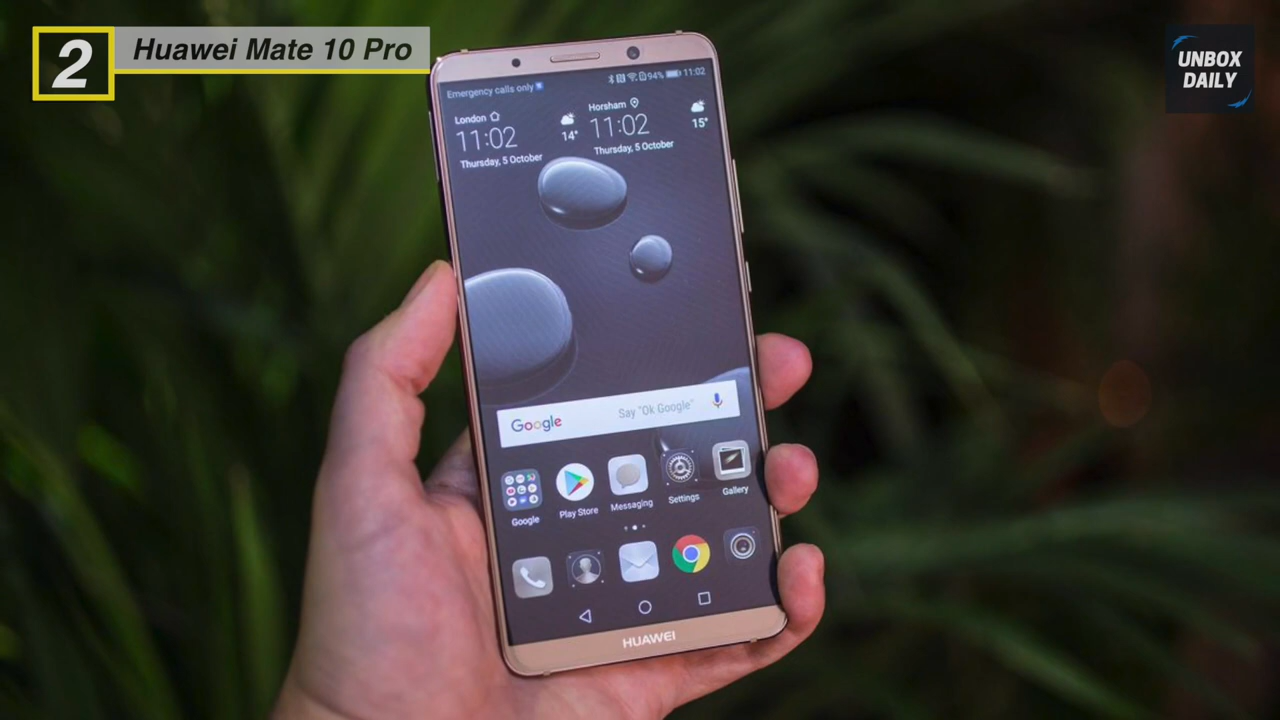 2
Huawei Mate 10 Pro
UNBOX
DAILY
Emergency calls only
94% 11:02
London
11:02
14°
Thursday, 5 October
Horsham
11:02
15°
Thursday, 5 October
Google
Say "Ok Google"
Google
Play Store
Messaging
Settings
Gallery
HUAWEI